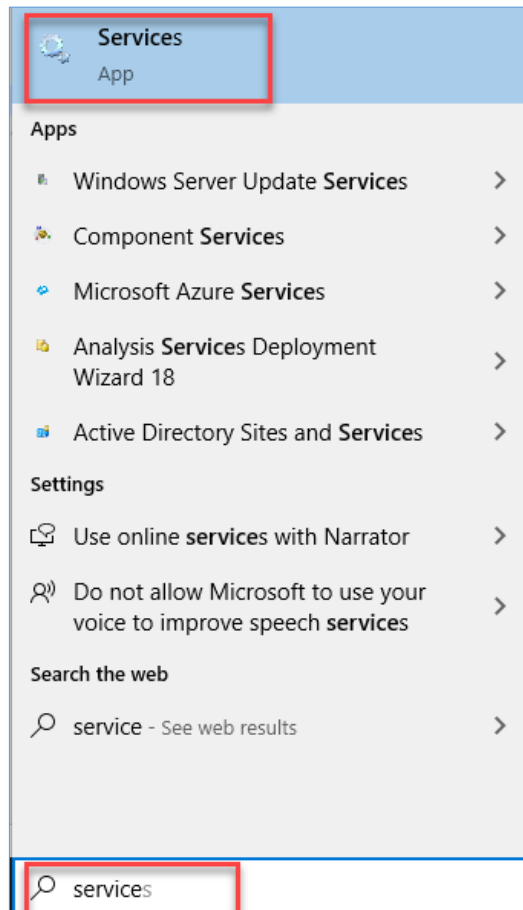 Services
App
Apps
Windows Server Update Services
Component Services
Microsoft Azure Services
Analysis Services Deployment
Wizard 18
Active Directory Sites and Services
Settings
Use online services with Narrator
Do not allow Microsoft to use your
voice to improve speech services
Search the web
service - See web results
services